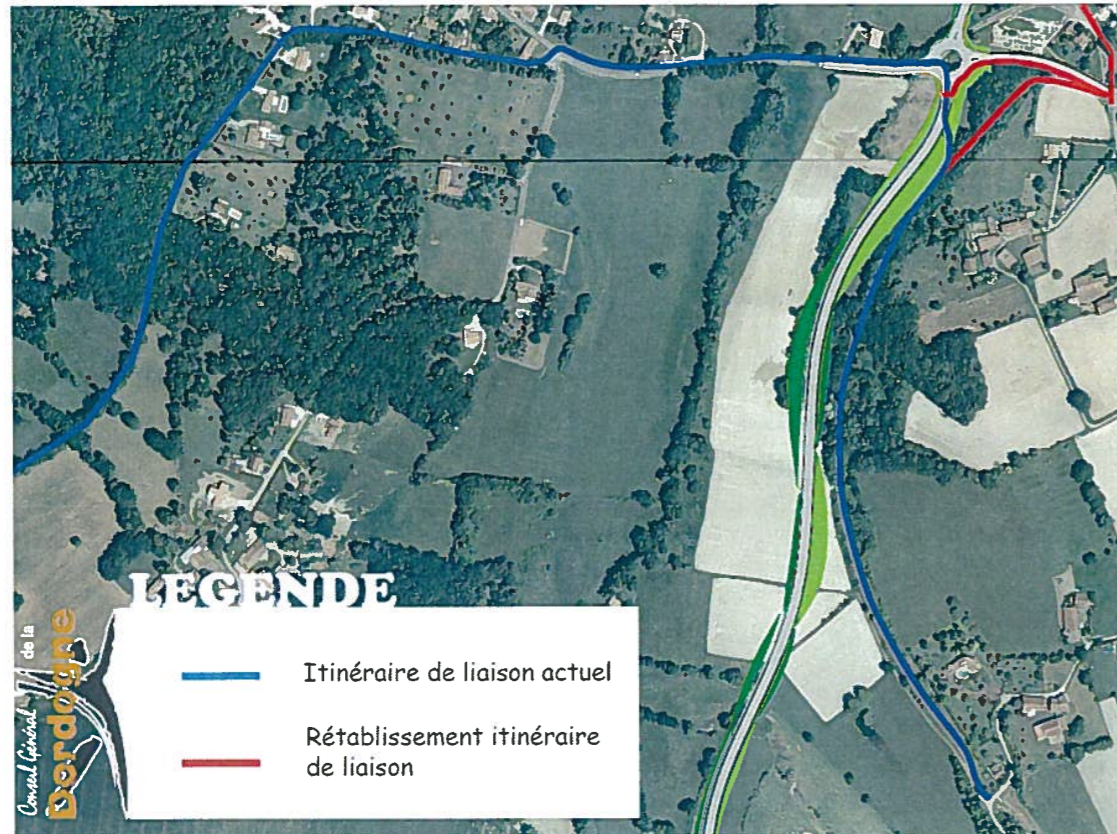 LEGENDE
Itinéraire de liaison actuel
Rétablissement itinéraire
de liaison
Conseil Général
de la
Dordogne